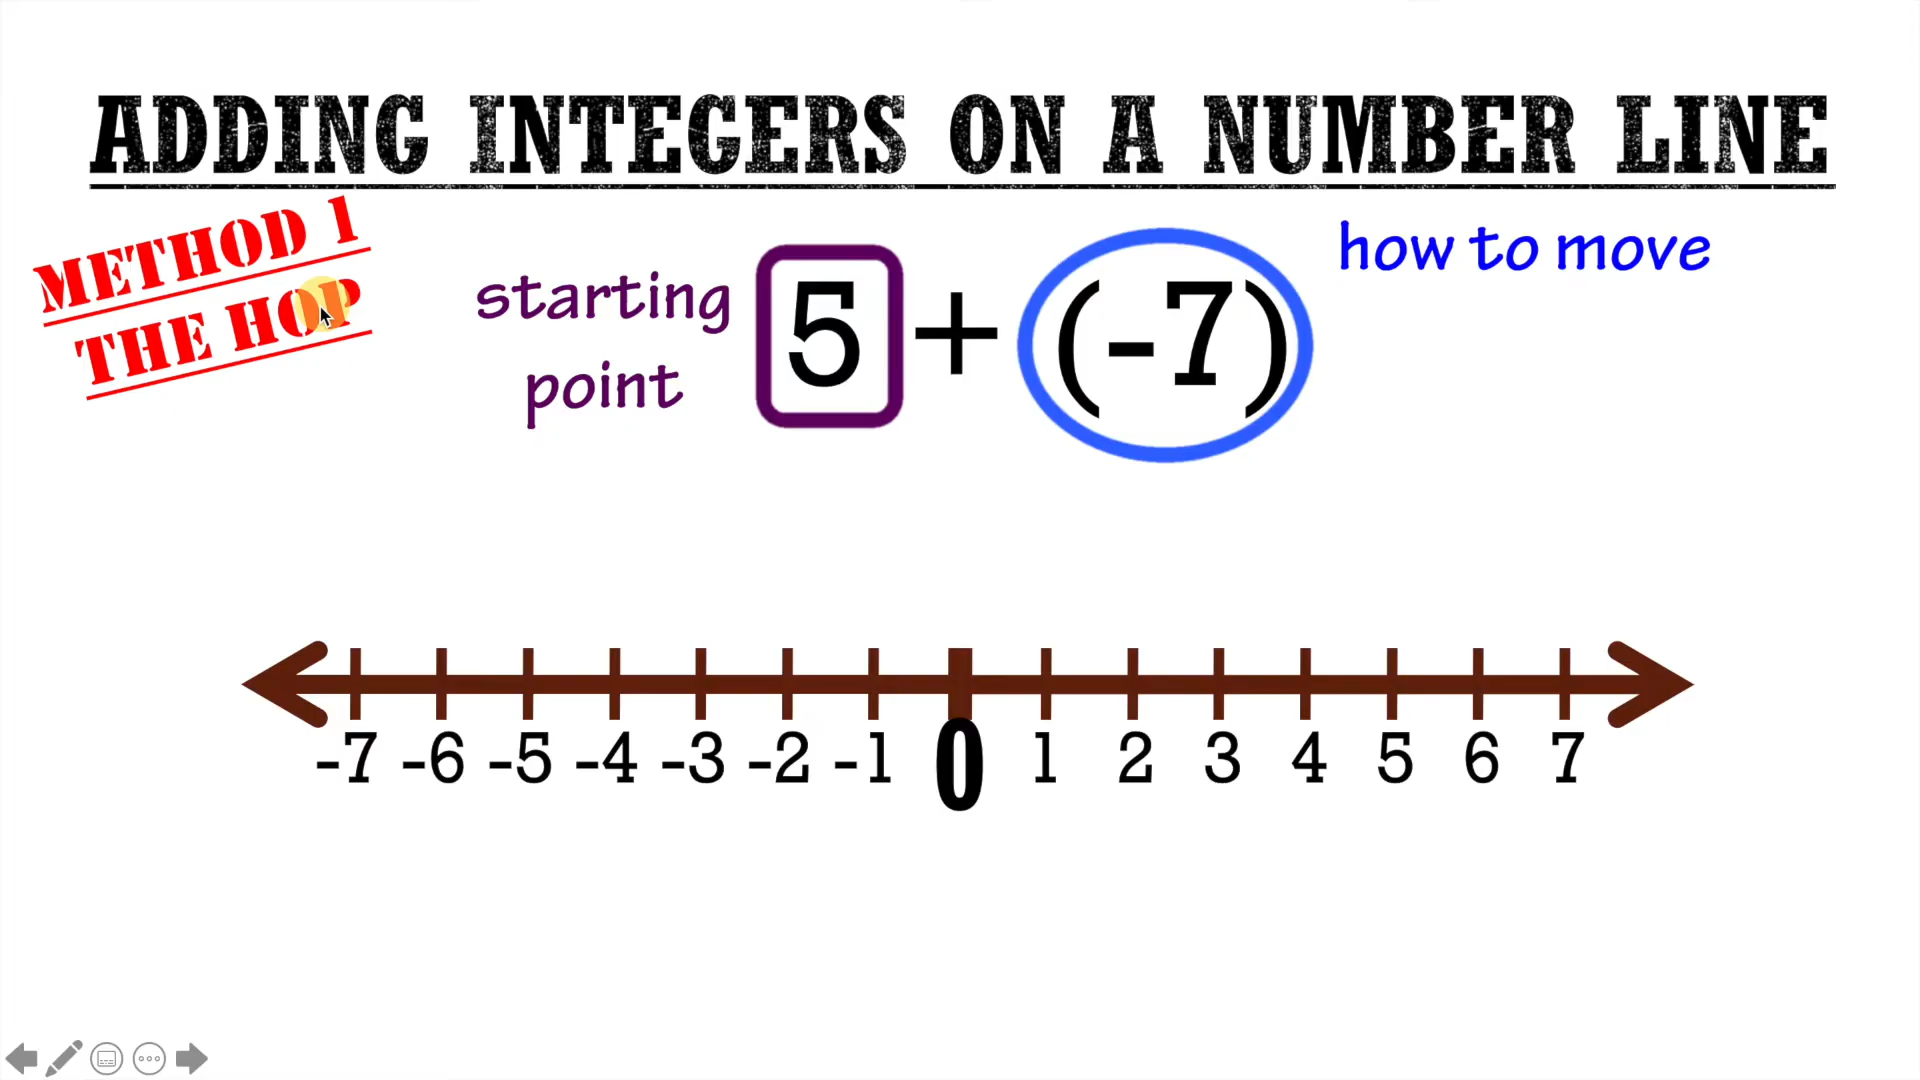 ADDING INTEGERS ON A NUMBER LINE
METHOD 1
THE HOP
starting
point
5 + (-7)
how to move
-7 -6 -5 -4 -3 -2 -1 0 1 2 3 4 5 6 7